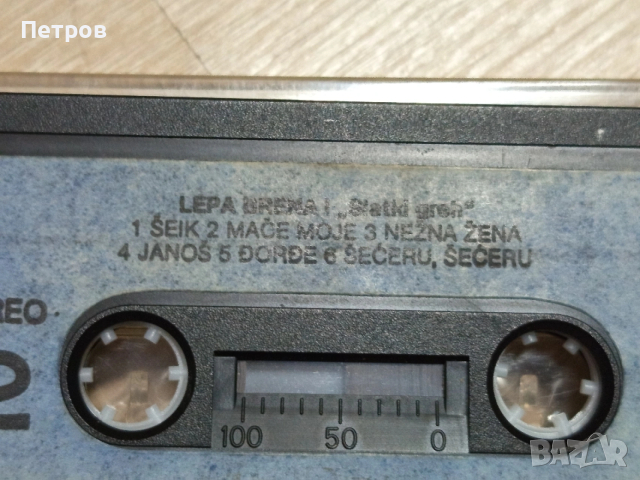 Петров
LEPA BRENA I „Slatki greh“
1 ŠEIK 2 MAČE MOJE 3 NEŽNA ŽENA
4 JANOŠ 5 ĐORĐE 6 ŠEĆERU, ŠEĆERU
REO
2
100 50 0
BAZAR
bg